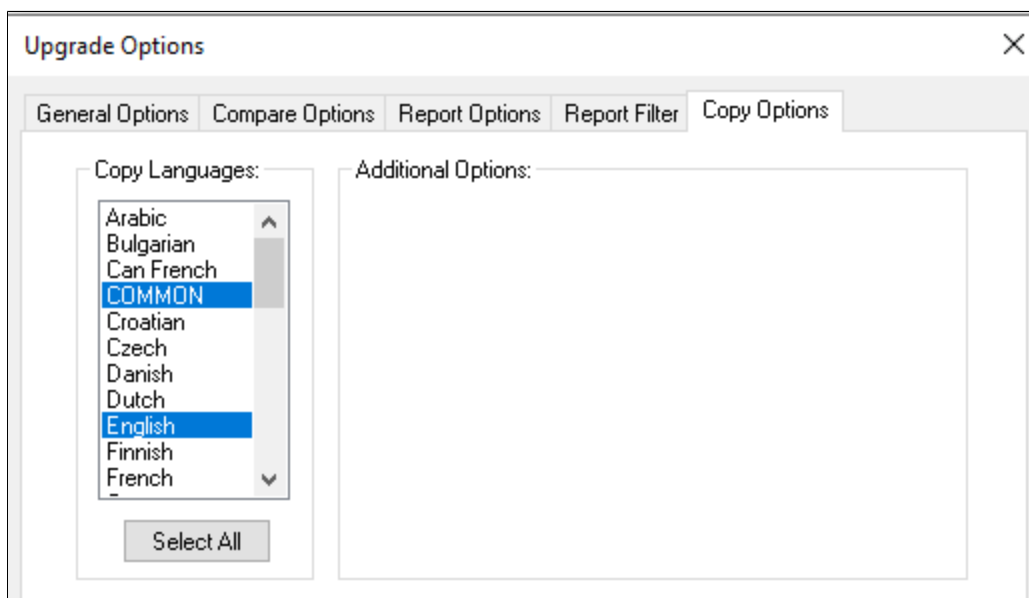 Upgrade Options
General Options Compare Options Report Options Report Filter Copy Options
Copy Languages: Additional Options:
Arabic
Bulgarian
Can French
COMMON
Croatian
Czech
Danish
Dutch
English
Finnish
French
Select All